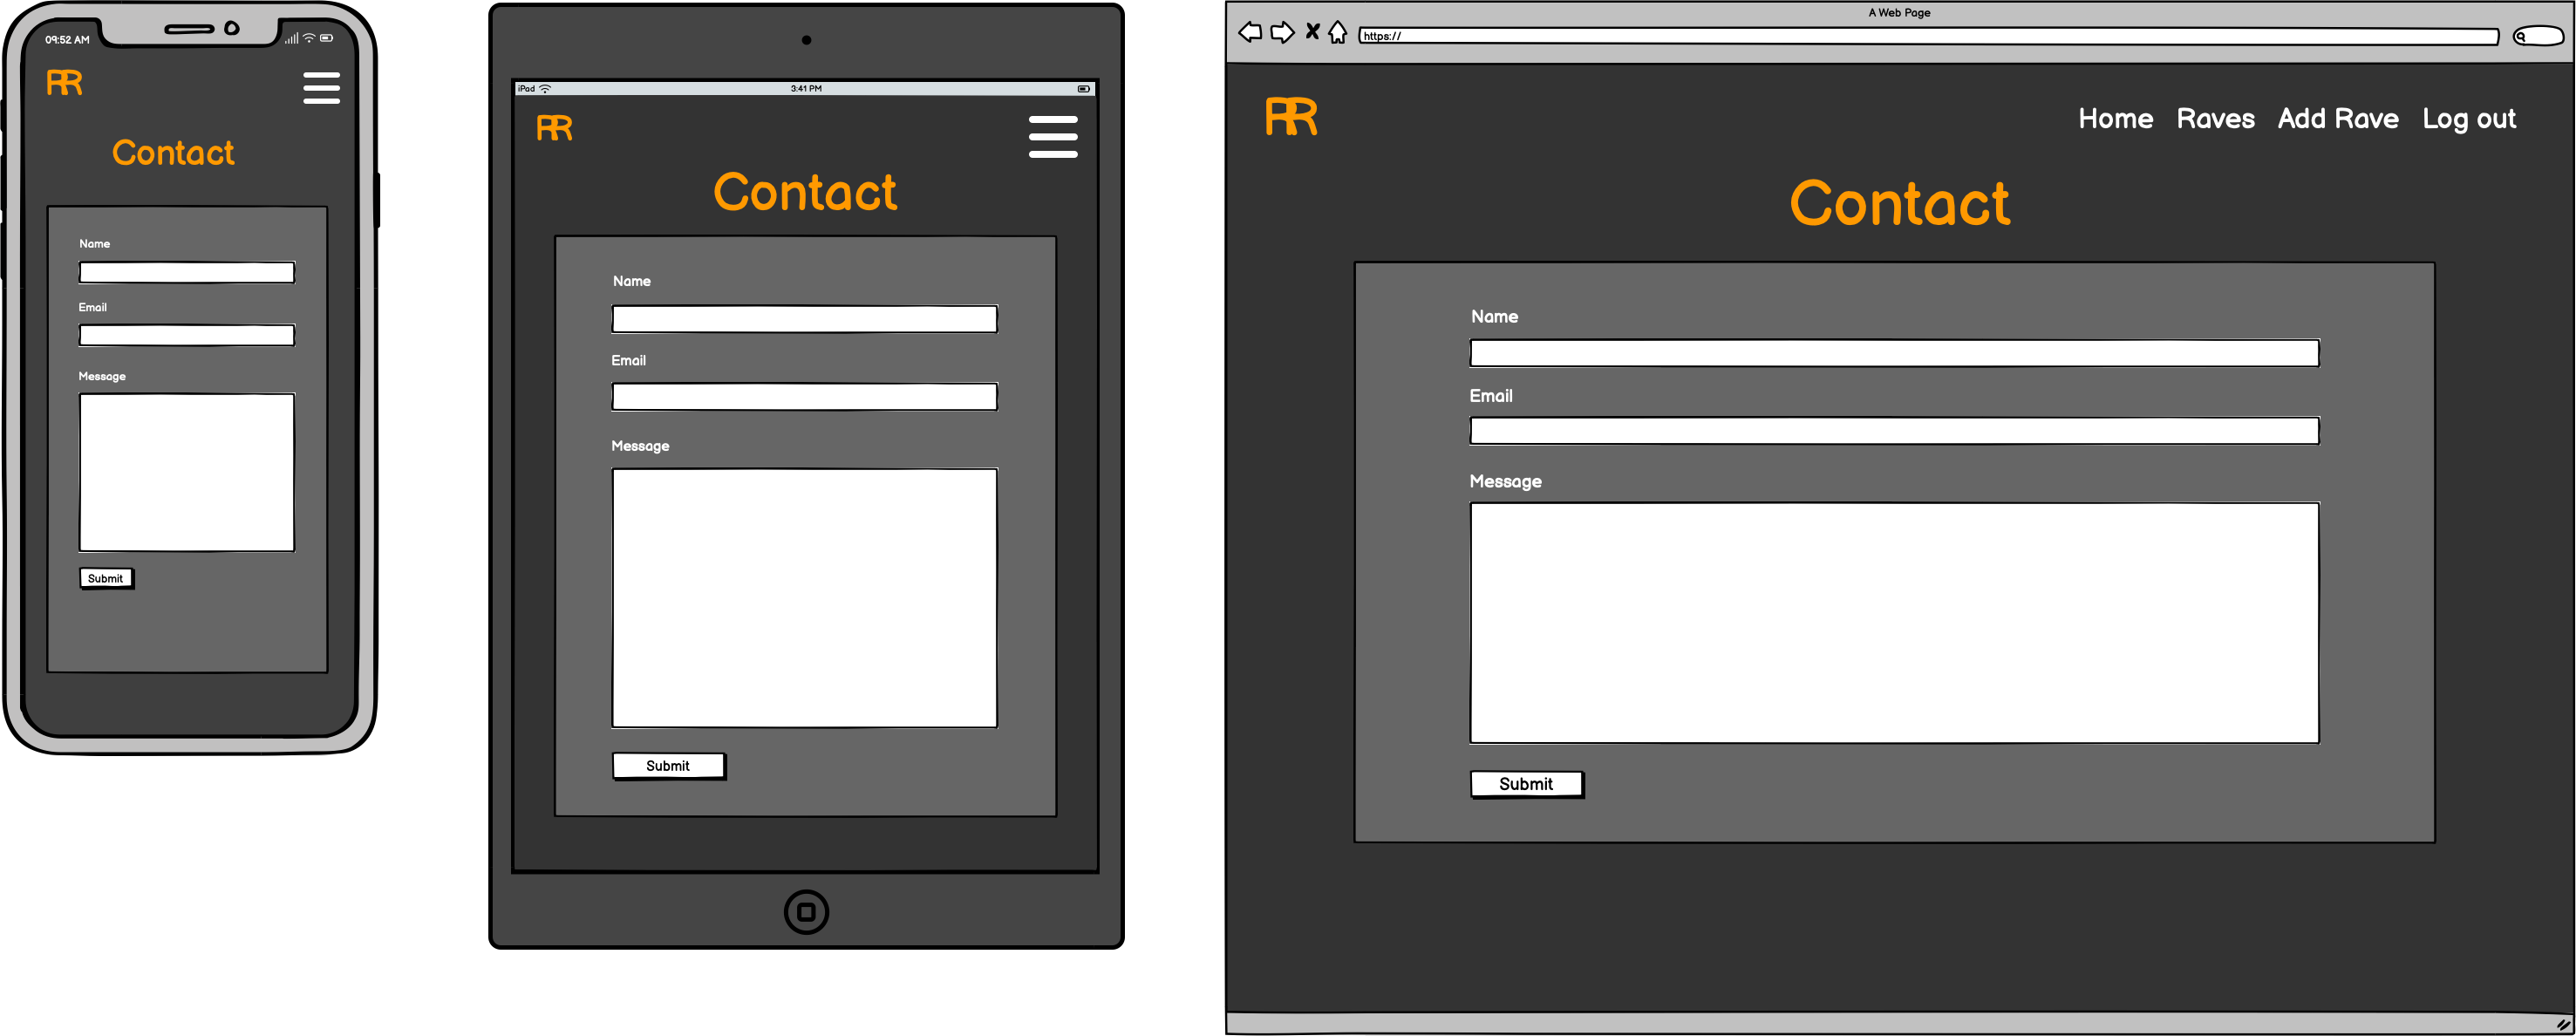 09:52 AM
RR
Contact
Name
Email
Message
Submit
iPad
3:41 PM
RR
Contact
Name
Email
Message
Submit
A Web Page
https://
RR
Home Raves Add Rave Log out
Contact
Name
Email
Message
Submit